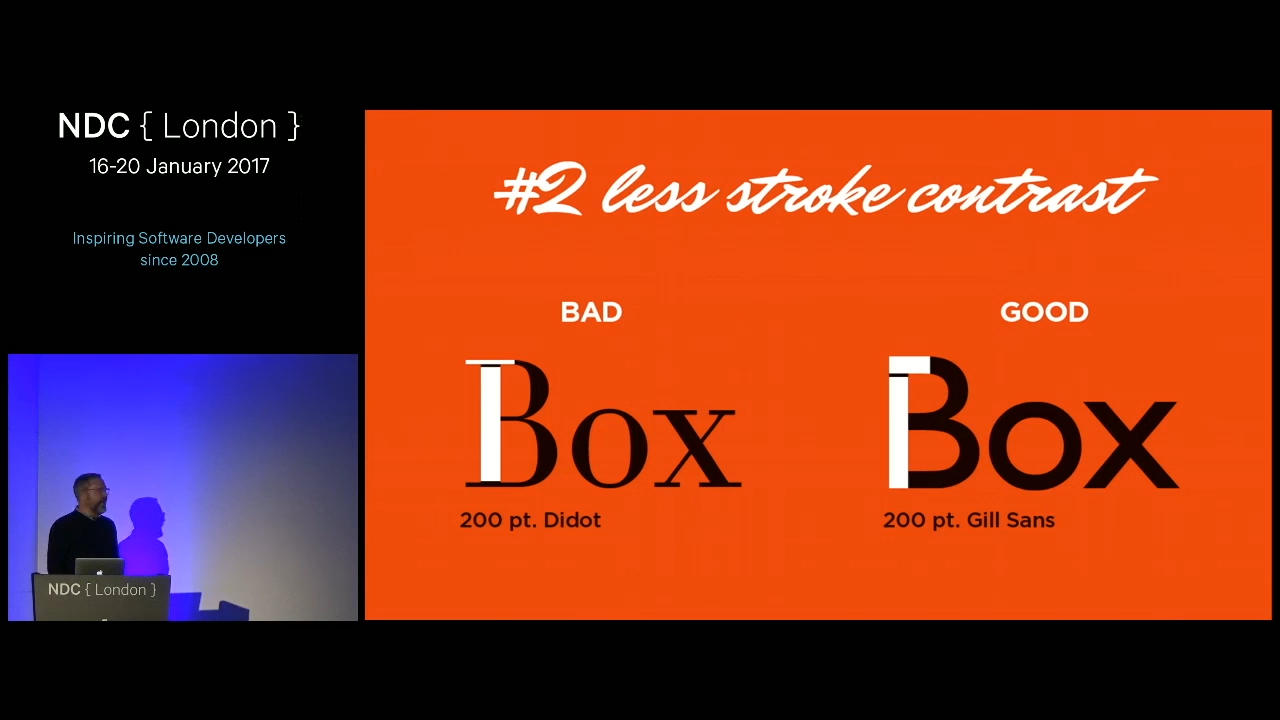 NDC { London }
16-20 January 2017
Inspiring Software Developers
since 2008
#2 less stroke contrast
BAD
GOOD
Box
Box
200 pt. Didot
200 pt. Gill Sans
NDC { London }